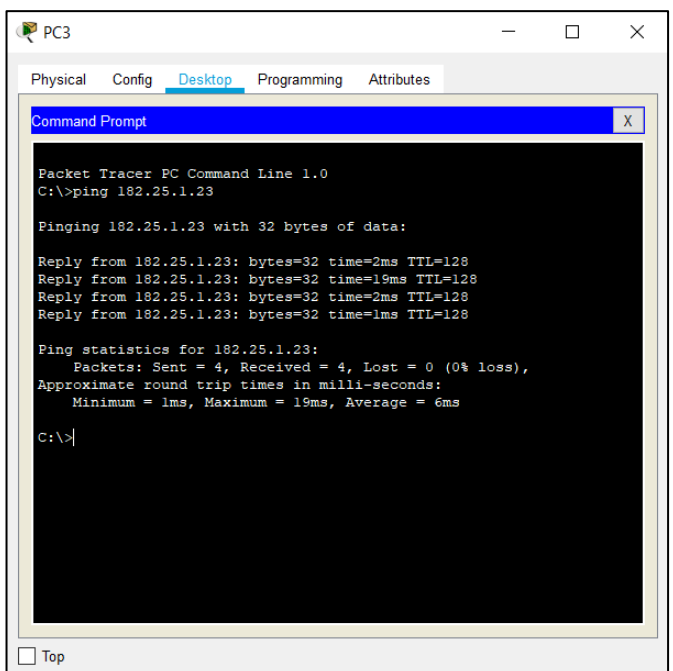 PC3
Physical Config Desktop Programming Attributes
Command Prompt
X
Packet Tracer PC Command Line 1.0
C:\>ping 182.25.1.23
Pinging 182.25.1.23 with 32 bytes of data:
Reply from 182.25.1.23: bytes=32 time=2ms TTL=128
Reply from 182.25.1.23: bytes=32 time=19ms TTL=128
Reply from 182.25.1.23: bytes=32 time=2ms TTL=128
Reply from 182.25.1.23: bytes=32 time=1ms TTL=128
Ping statistics for 182.25.1.23:
    Packets: Sent = 4, Received = 4, Lost = 0 (0% loss),
Approximate round trip times in milli-seconds:
    Minimum = 1ms, Maximum = 19ms, Average = 6ms
C:\>
Top